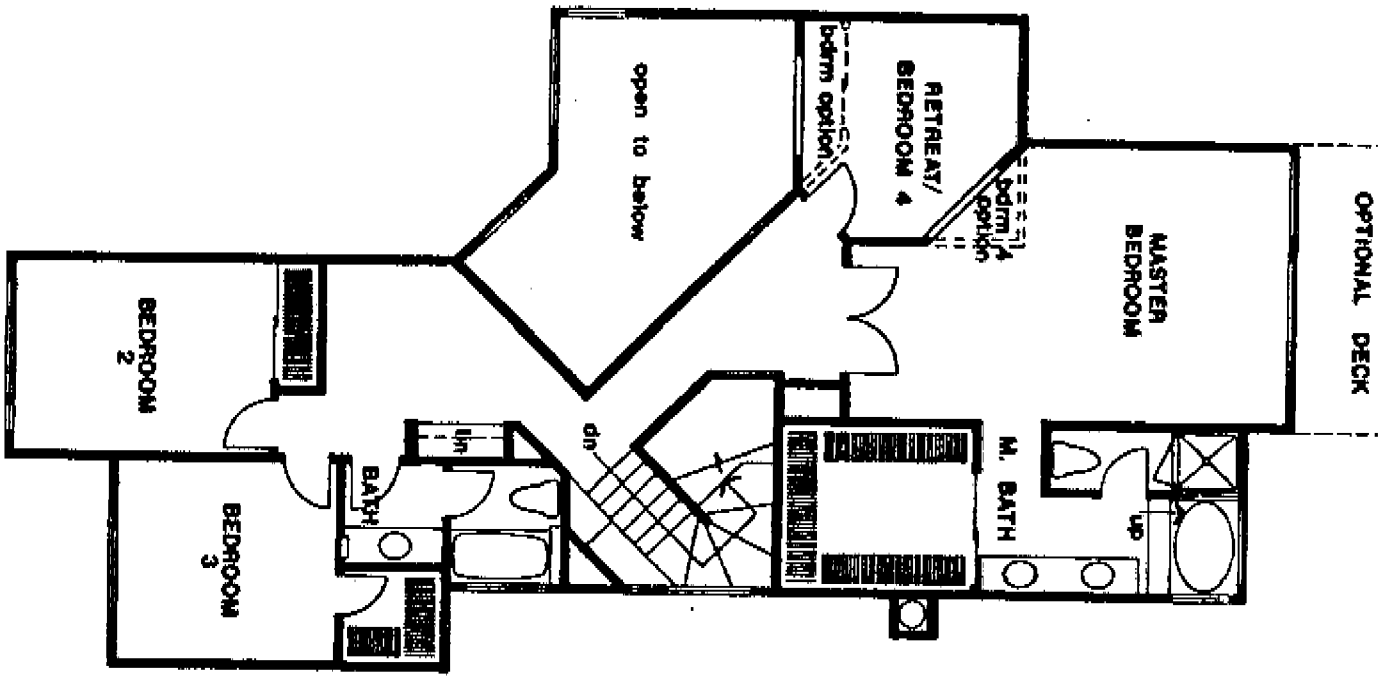 OPTIONAL DECK
MASTER
BEDROOM
RETREAT/
BEDROOM 4
bdrm option
bdrm 4
option
open to below
M. BATH
up
dn
lin
BATH
BEDROOM
2
BEDROOM
3